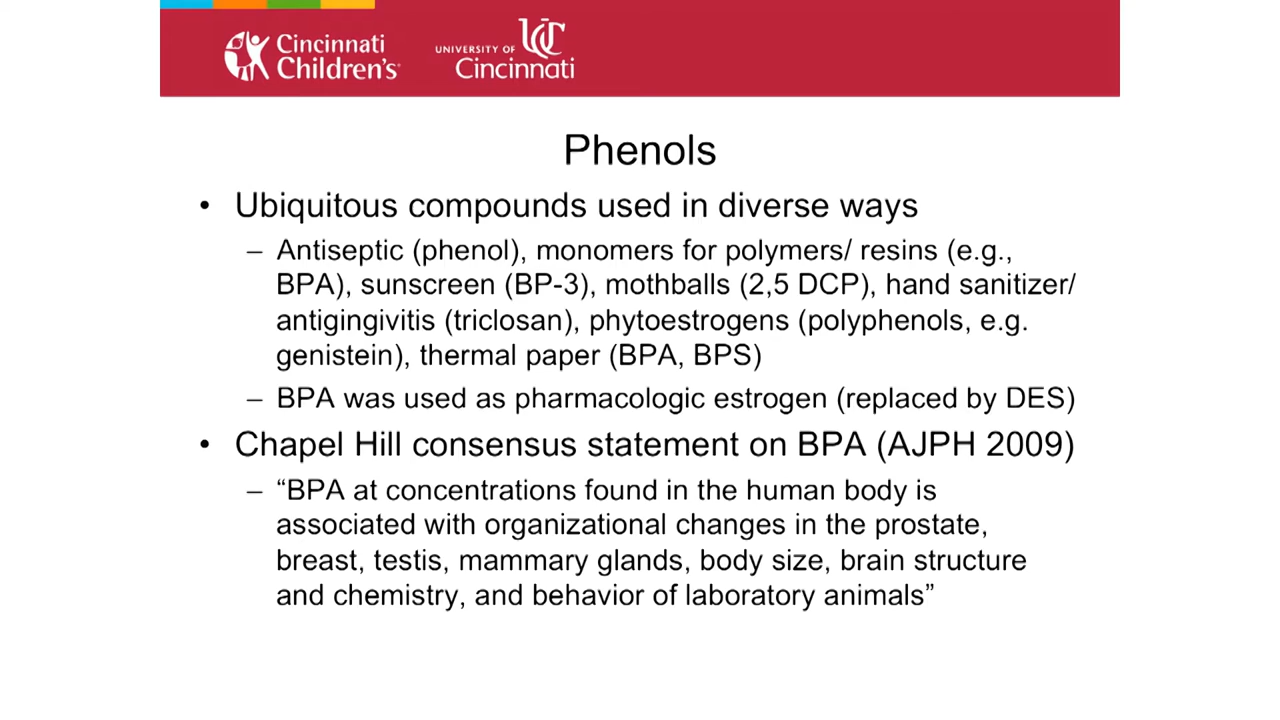 Cincinnati
Children's
UNIVERSITY OF
UC
Cincinnati
Phenols
• Ubiquitous compounds used in diverse ways
– Antiseptic (phenol), monomers for polymers/ resins (e.g.,
BPA), sunscreen (BP-3), mothballs (2,5 DCP), hand sanitizer/
antigingivitis (triclosan), phytoestrogens (polyphenols, e.g.
genistein), thermal paper (BPA, BPS)
– BPA was used as pharmacologic estrogen (replaced by DES)
• Chapel Hill consensus statement on BPA (AJPH 2009)
– “BPA at concentrations found in the human body is
associated with organizational changes in the prostate,
breast, testis, mammary glands, body size, brain structure
and chemistry, and behavior of laboratory animals”